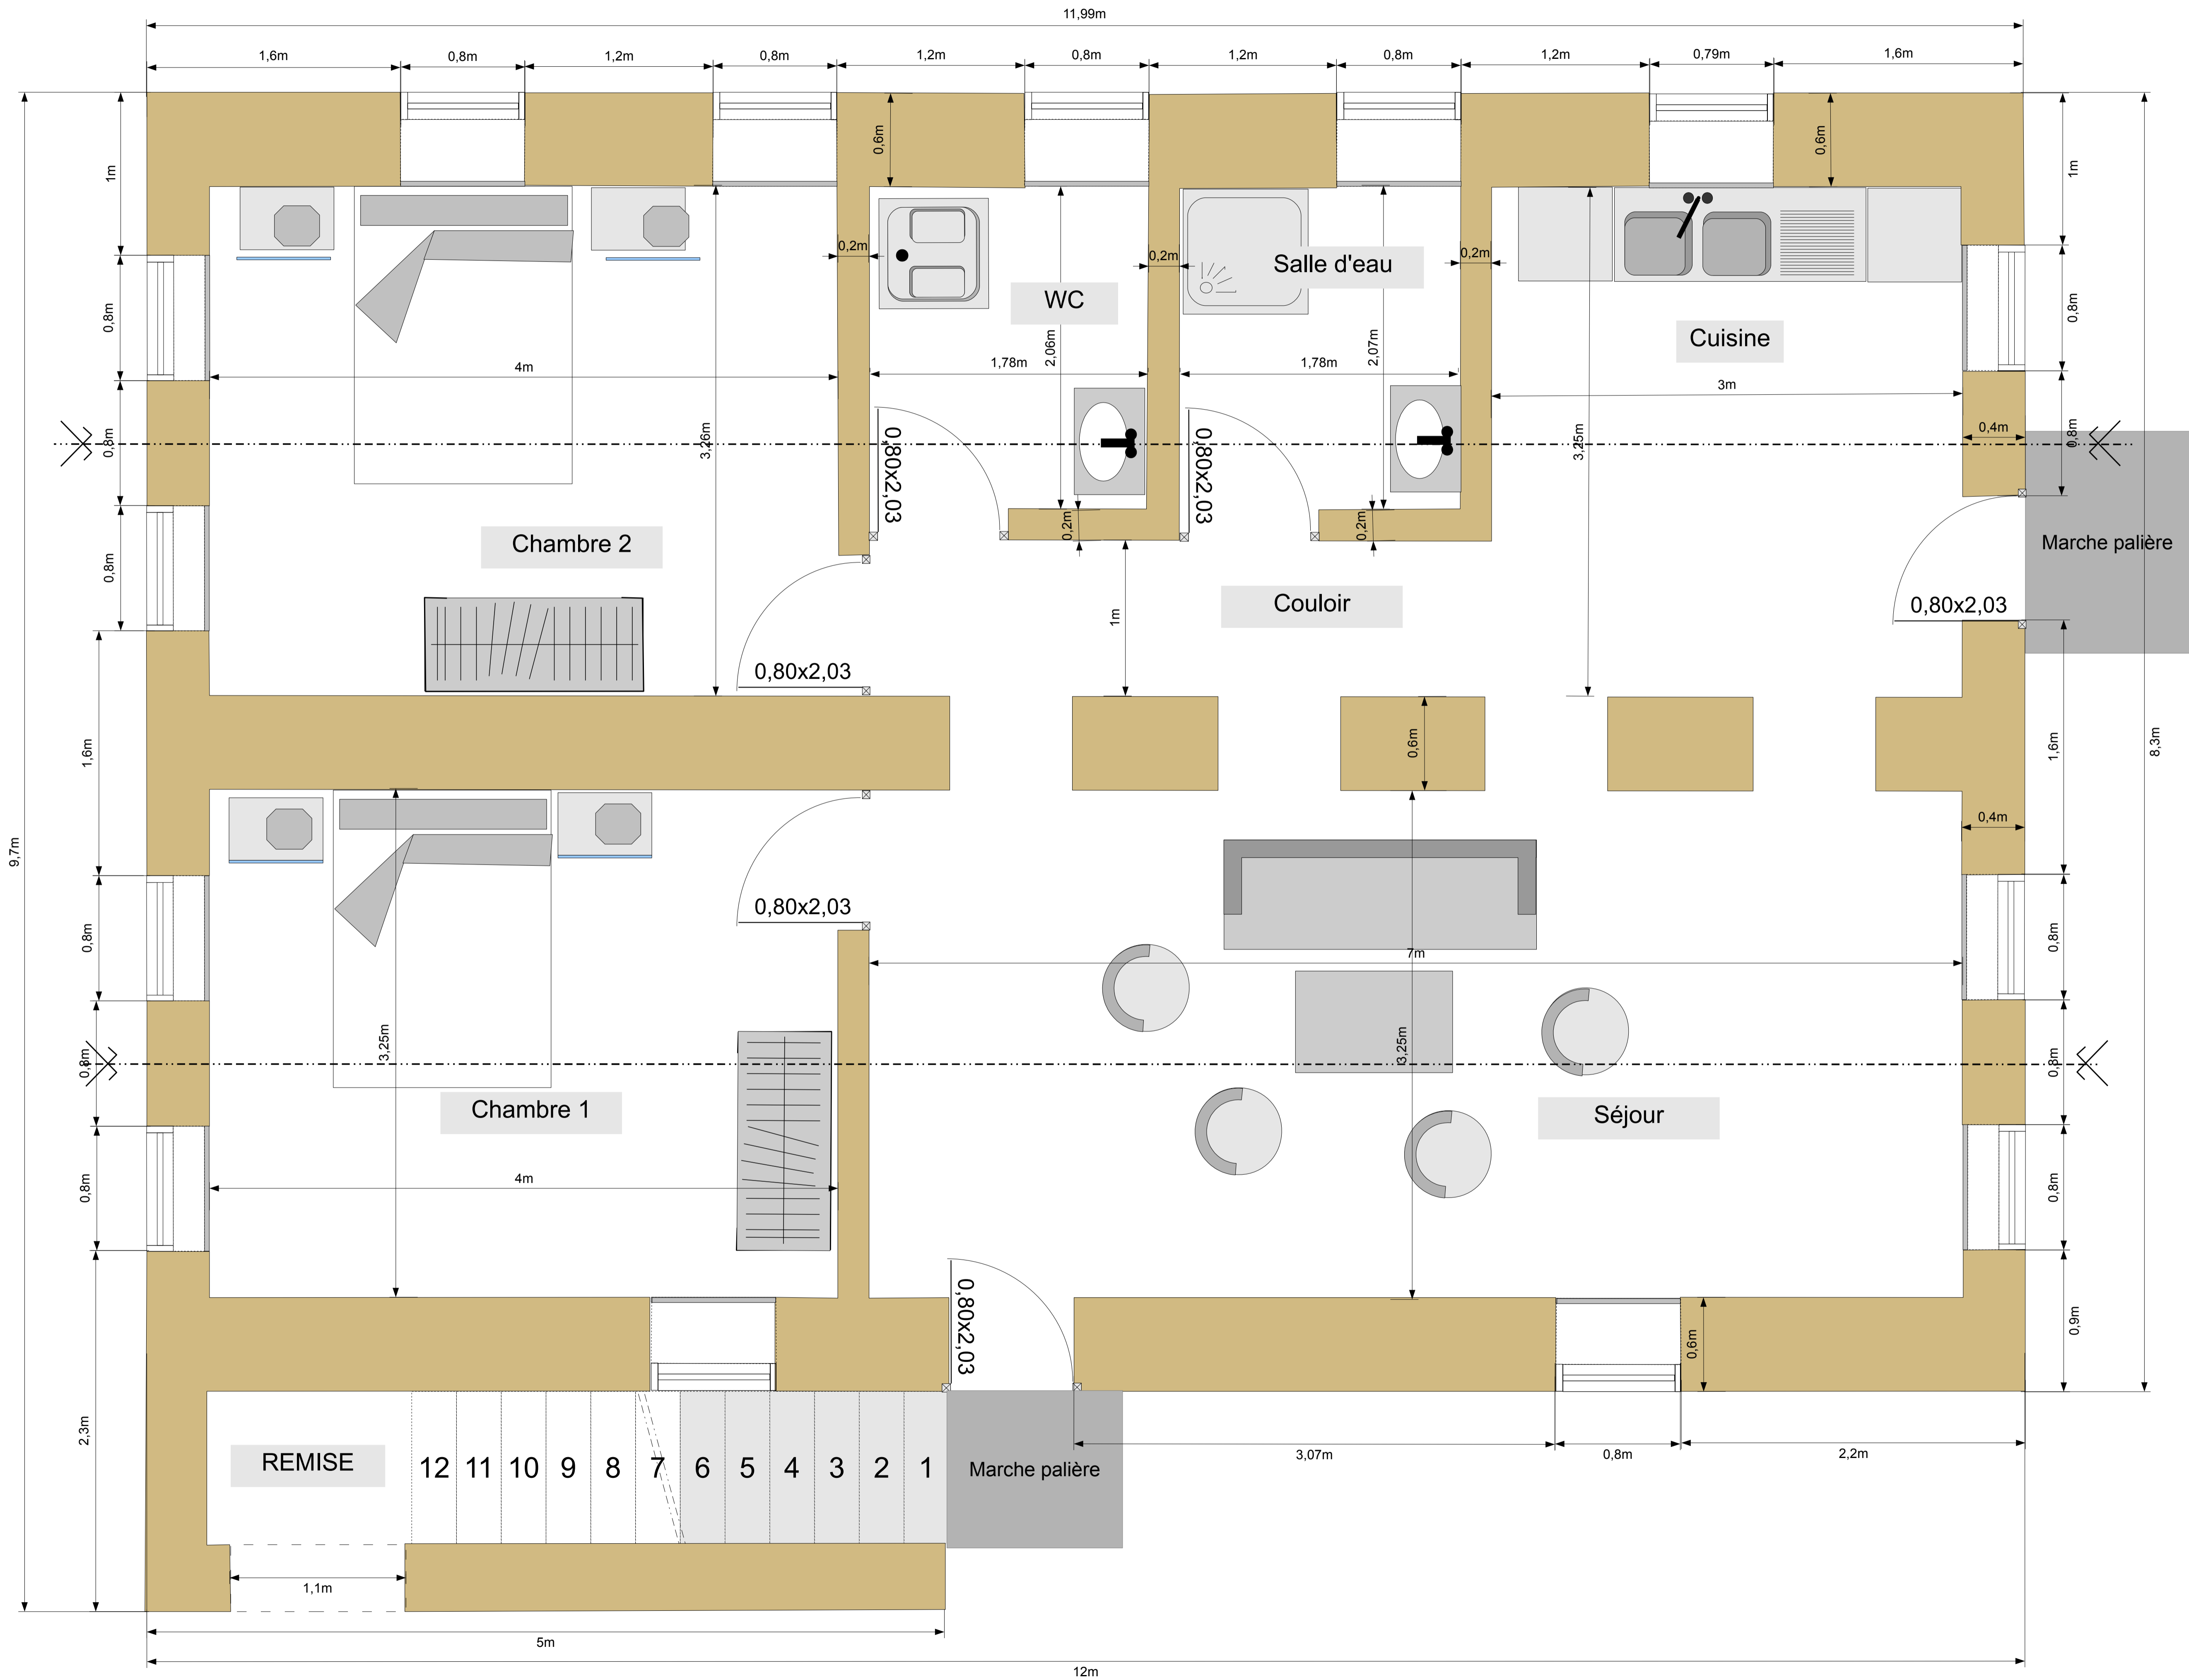 11,99m
1,6m 0,8m 1,2m 0,8m 1,2m 0,8m 1,2m 0,8m 1,2m 0,79m 1,6m
0,6m 0,6m
1m 1m
0,2m 0,2m 0,2m
Salle d'eau
WC
0,8m 0,8m
Cuisine
2,06m 2,07m
4m 1,78m 1,78m 3m
0,8m 3,26m 3,25m 0,4m 0,8m
0,80x2,03 0,80x2,03
0,2m 0,2m
Chambre 2
Marche palière
0,8m
Couloir
0,80x2,03
1m
0,80x2,03
1,6m 0,6m 1,6m 8,3m
0,4m
9,7m
0,80x2,03
0,8m 0,8m
7m
3,25m 3,25m
0,8m 0,8m
Chambre 1
Séjour
4m
0,8m 0,8m
0,80x2,03
0,6m 0,9m
2,3m
REMISE
12 11 10 9 8 7 6 5 4 3 2 1
Marche palière
3,07m 0,8m 2,2m
1,1m
5m
12m